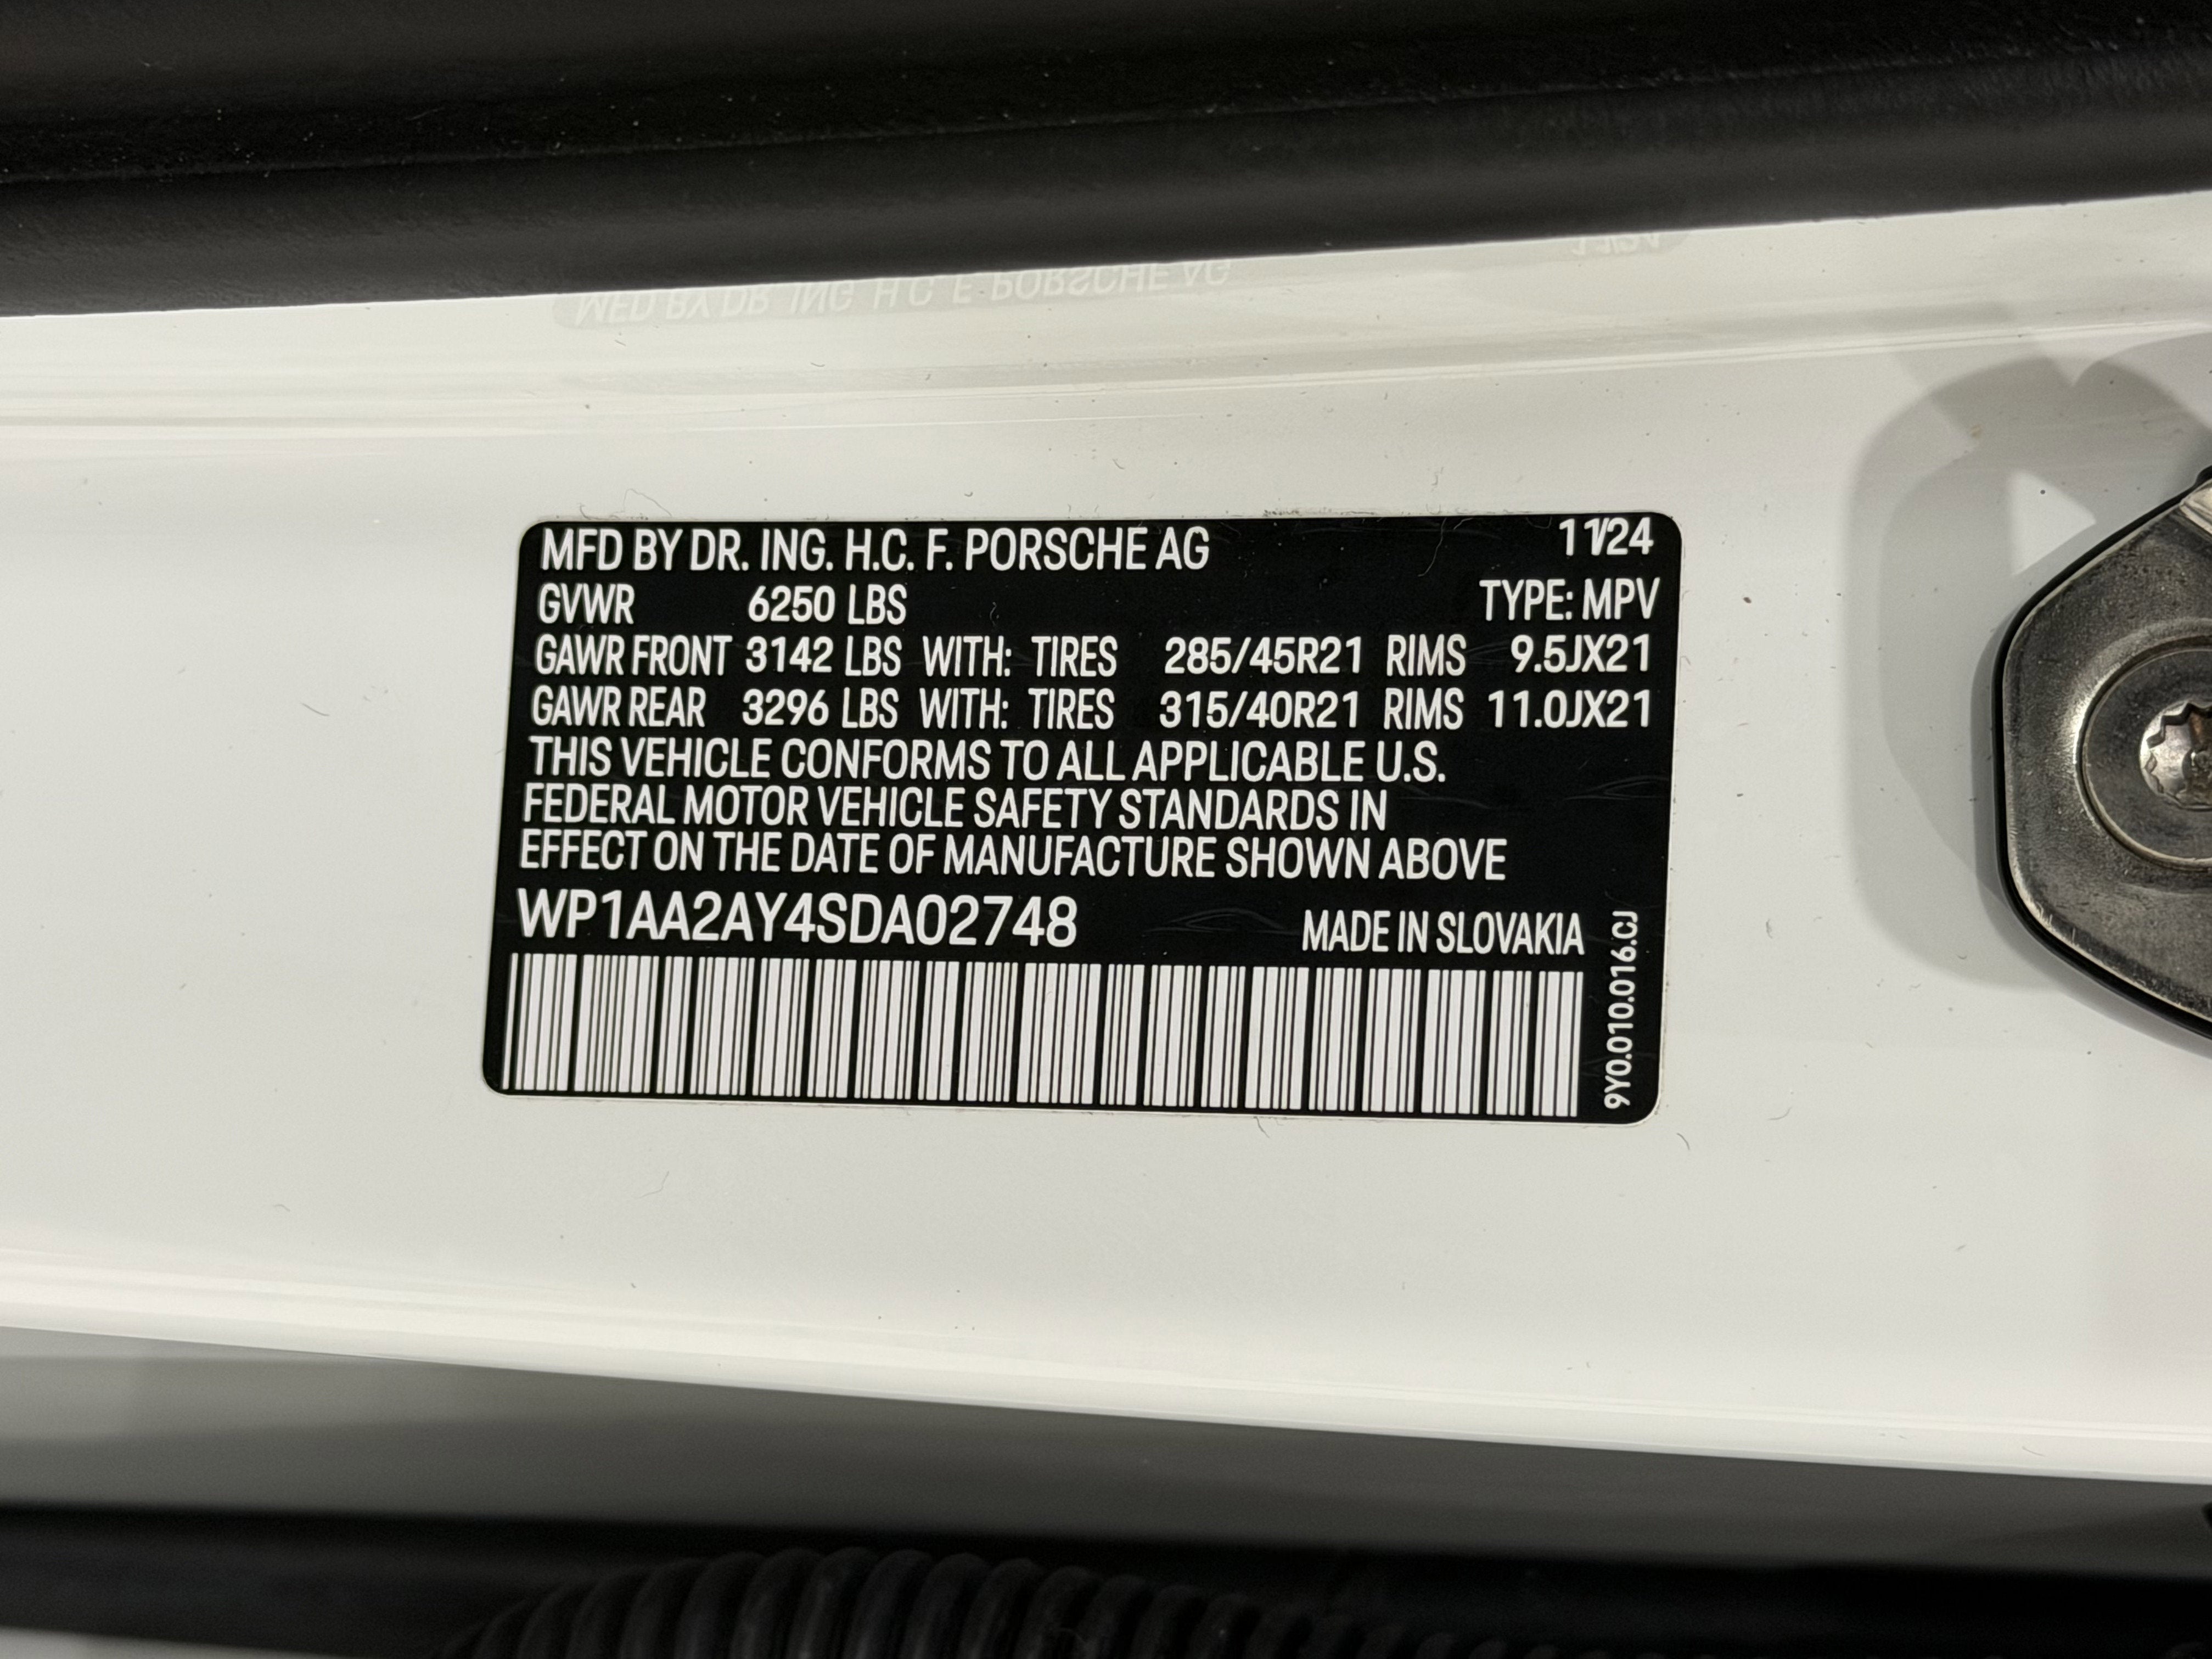 MFD BY DR. ING. H.C. F. PORSCHE AG 11/24
GVWR 6250 LBS TYPE: MPV
GAWR FRONT 3142 LBS WITH: TIRES 285/45R21 RIMS 9.5JX21
GAWR REAR 3296 LBS WITH: TIRES 315/40R21 RIMS 11.0JX21
THIS VEHICLE CONFORMS TO ALL APPLICABLE U.S.
FEDERAL MOTOR VEHICLE SAFETY STANDARDS IN
EFFECT ON THE DATE OF MANUFACTURE SHOWN ABOVE
WP1AA2AY4SDA02748 MADE IN SLOVAKIA
9Y0.010.016.CJ